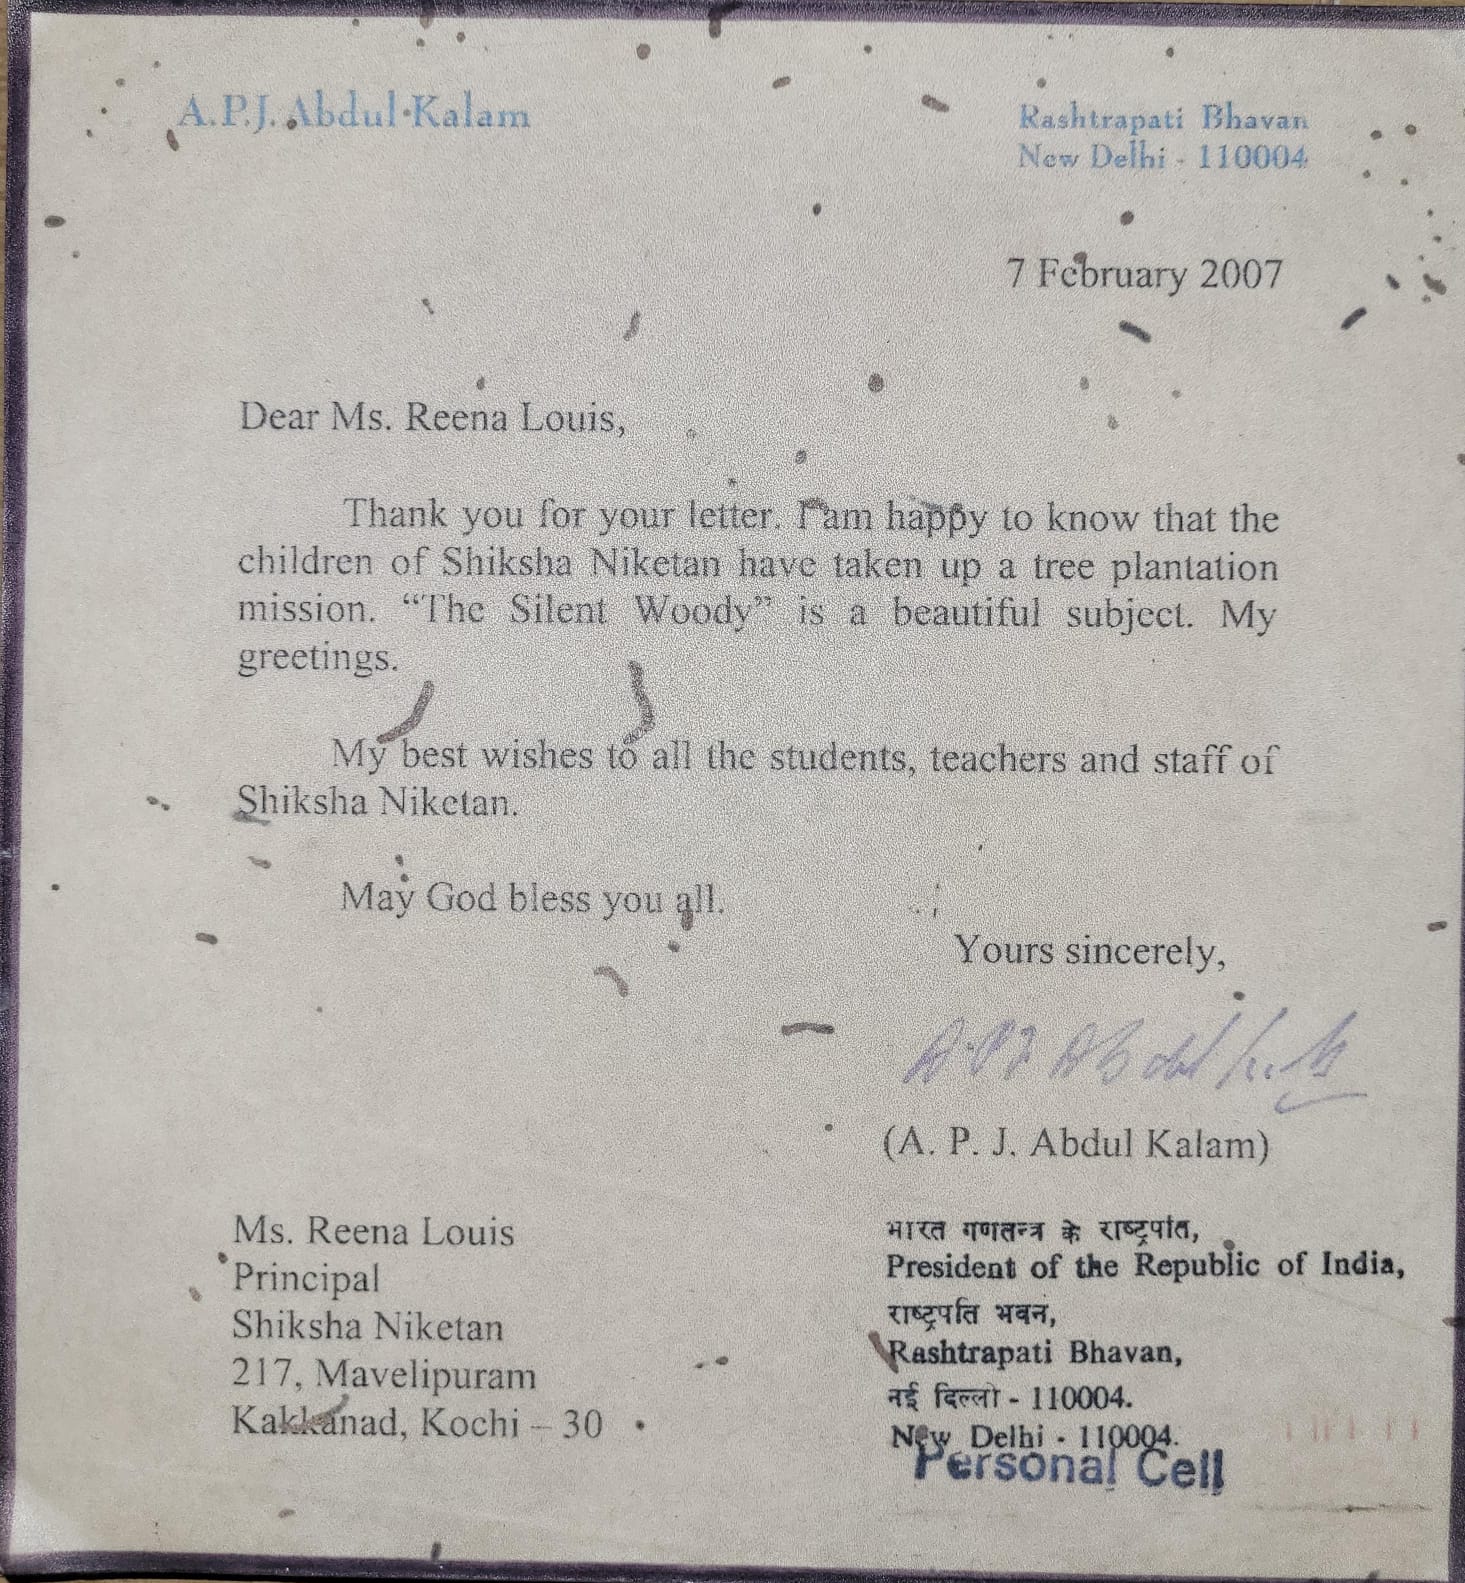 A.P.J. Abdul Kalam
Rashtrapati Bhavan
New Delhi - 110004
7 February 2007
Dear Ms. Reena Louis,
Thank you for your letter. I am happy to know that the
children of Shiksha Niketan have taken up a tree plantation
mission. “The Silent Woody” is a beautiful subject. My
greetings.
My best wishes to all the students, teachers and staff of
Shiksha Niketan.
May God bless you all.
Yours sincerely,
A P J Abdul Kalam
(A. P. J. Abdul Kalam)
Ms. Reena Louis
Principal
Shiksha Niketan
217, Mavelipuram
Kakkanad, Kochi – 30
भारत गणतन्त्र के राष्ट्रपति,
President of the Republic of India,
राष्ट्रपति भवन,
Rashtrapati Bhavan,
नई दिल्ली - 110004.
New Delhi - 110004.
Personal Cell